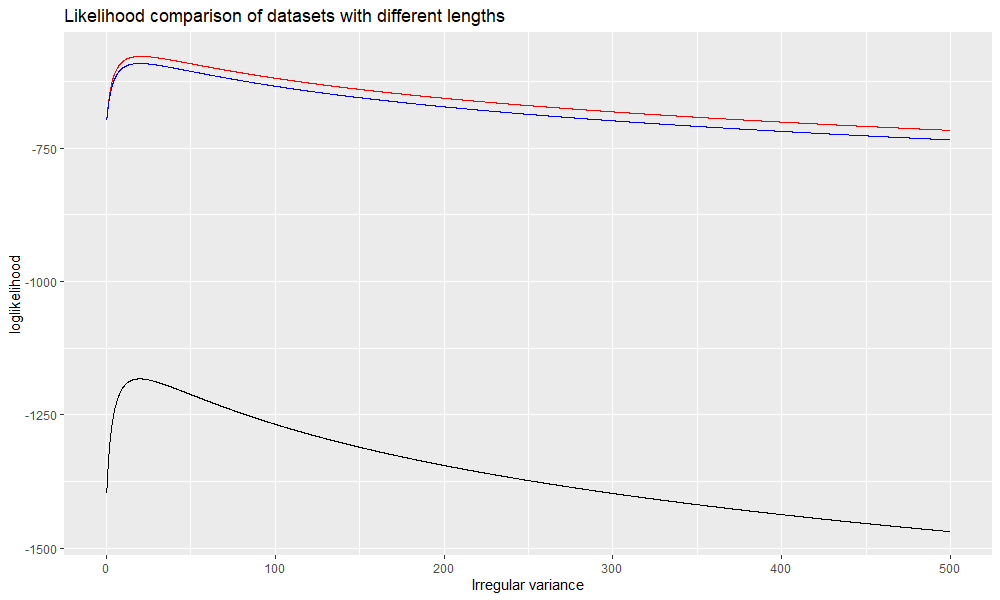 Likelihood comparison of datasets with different lengths
loglikelihood
-750
-1000
-1250
-1500
0 100 200 300 400 500
Irregular variance